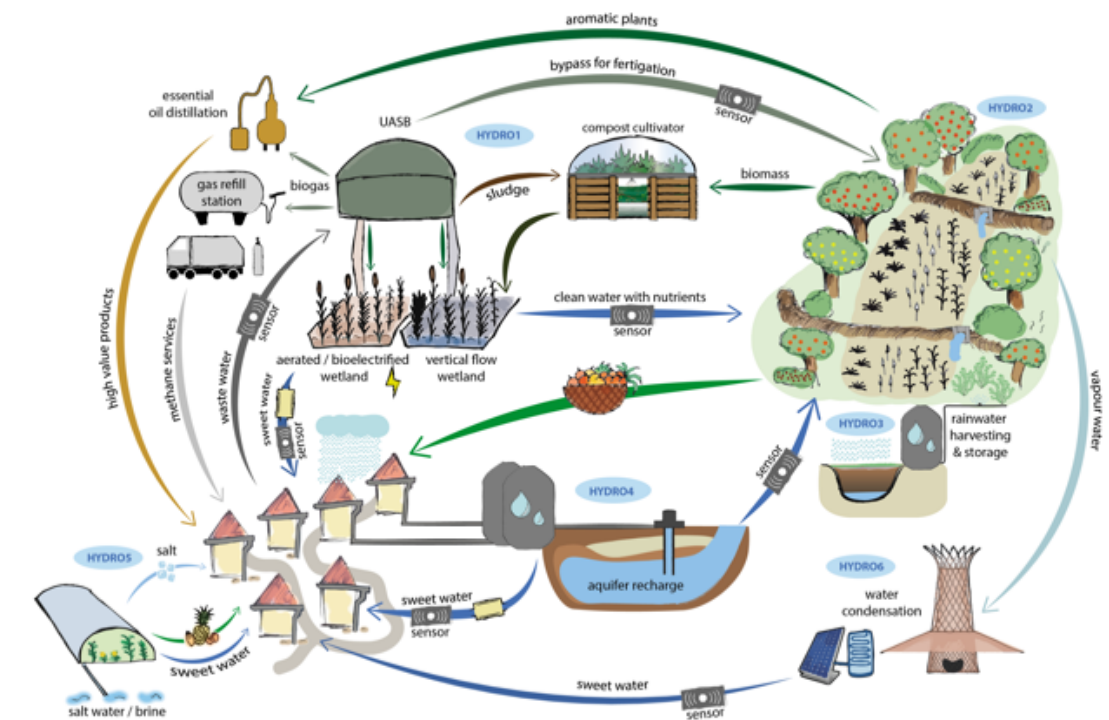 aromatic plants
bypass for fertigation
sensor
essential
oil distillation
UASB
HYDRO1
compost cultivator
HYDRO2
gas refill
station
biogas
sludge
biomass
high value products
methane services
waste water
sensor
clean water with nutrients
sensor
aerated / bioelectrified
wetland
vertical flow
wetland
vapour water
sweet water
sensor
HYDRO3
rainwater
harvesting
& storage
sensor
HYDRO4
HYDRO5
salt
aquifer recharge
HYDRO6
water
condensation
sweet water
sensor
sweet water
salt water / brine
sweet water
sensor